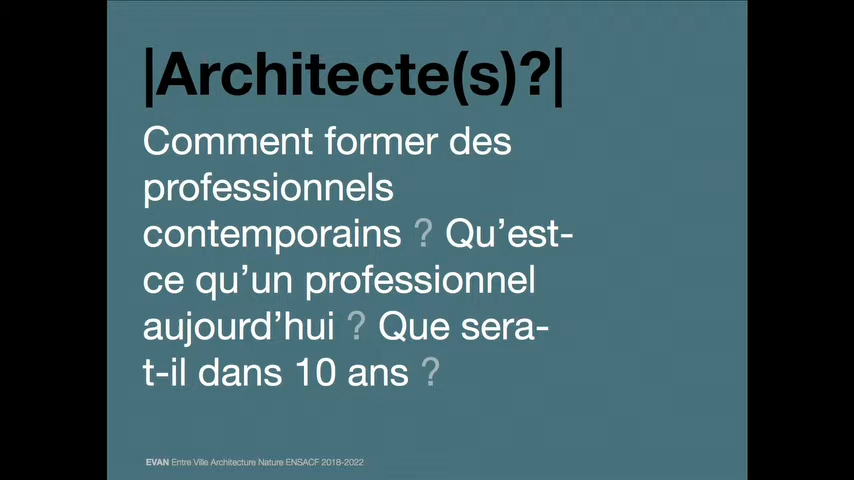 |Architecte(s)?|
Comment former des
professionnels
contemporains ? Qu’est-
ce qu’un professionnel
aujourd’hui ? Que sera-
t-il dans 10 ans ?
EVAN Entre Ville Architecture Nature ENSACF 2018-2022